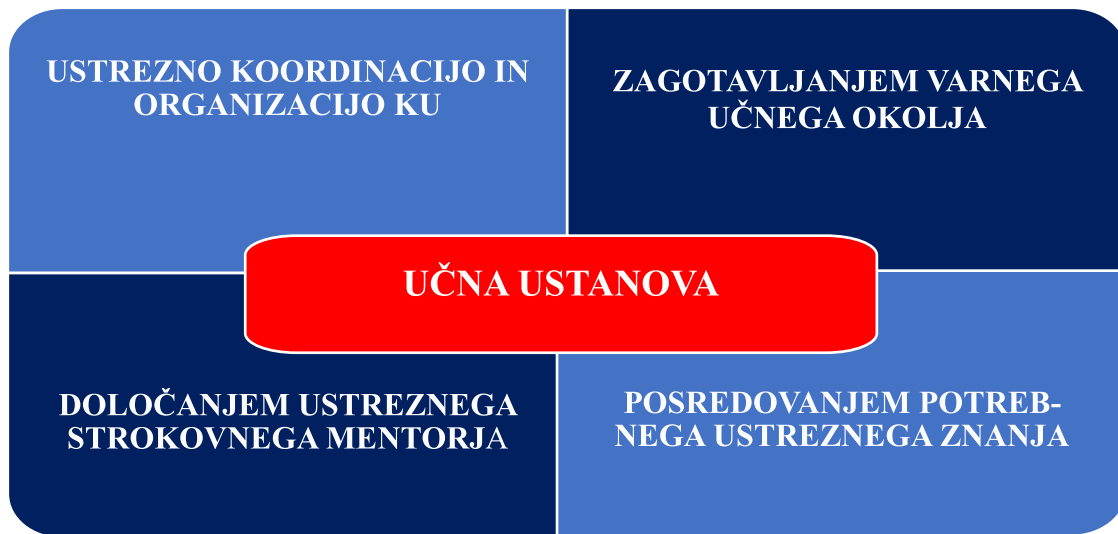 USTREZNO KOORDINACIJO IN
ORGANIZACIJO KU
ZAGOTAVLJANJEM VARNEGA
UČNEGA OKOLJA
UČNA USTANOVA
DOLOČANJEM USTREZNEGA
STROKOVNEGA MENTORJA
POSREDOVANJEM POTREB-
NEGA USTREZNEGA ZNANJA